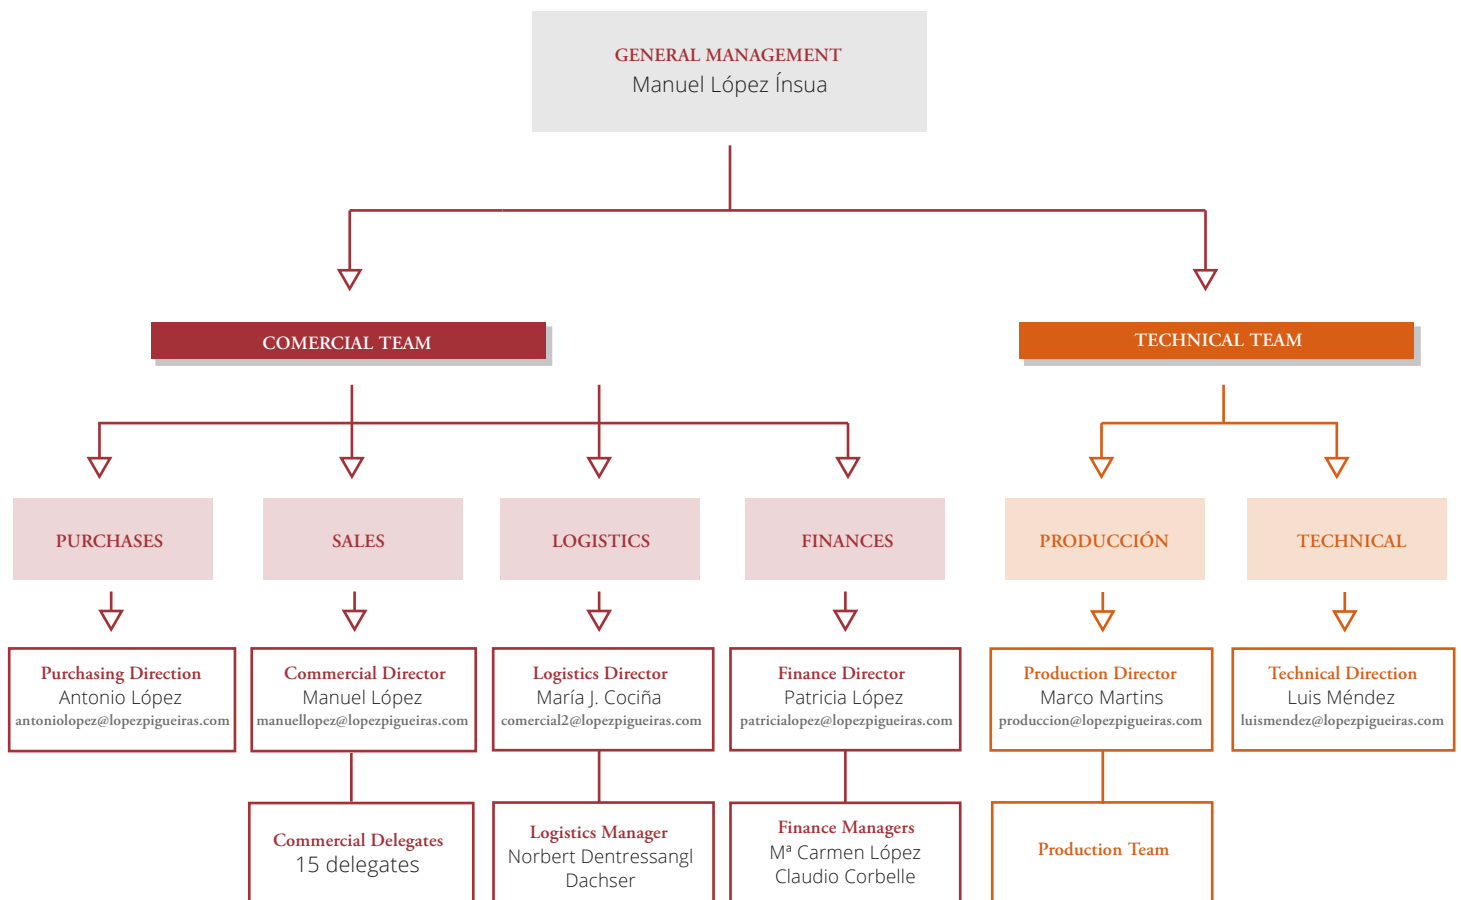 GENERAL MANAGEMENT
Manuel López Ínsua
COMERCIAL TEAM
TECHNICAL TEAM
PURCHASES
SALES
LOGISTICS
FINANCES
PRODUCCIÓN
TECHNICAL
Purchasing Direction
Antonio López
antoniolopez@lopezpigueiras.com
Commercial Director
Manuel López
manuellopez@lopezpigueiras.com
Logistics Director
María J. Cociña
comercial2@lopezpigueiras.com
Finance Director
Patricia López
patricialopez@lopezpigueiras.com
Production Director
Marco Martins
produccion@lopezpigueiras.com
Technical Direction
Luis Méndez
luismendez@lopezpigueiras.com
Commercial Delegates
15 delegates
Logistics Manager
Norbert Dentressangl
Dachser
Finance Managers
Mª Carmen López
Claudio Corbelle
Production Team